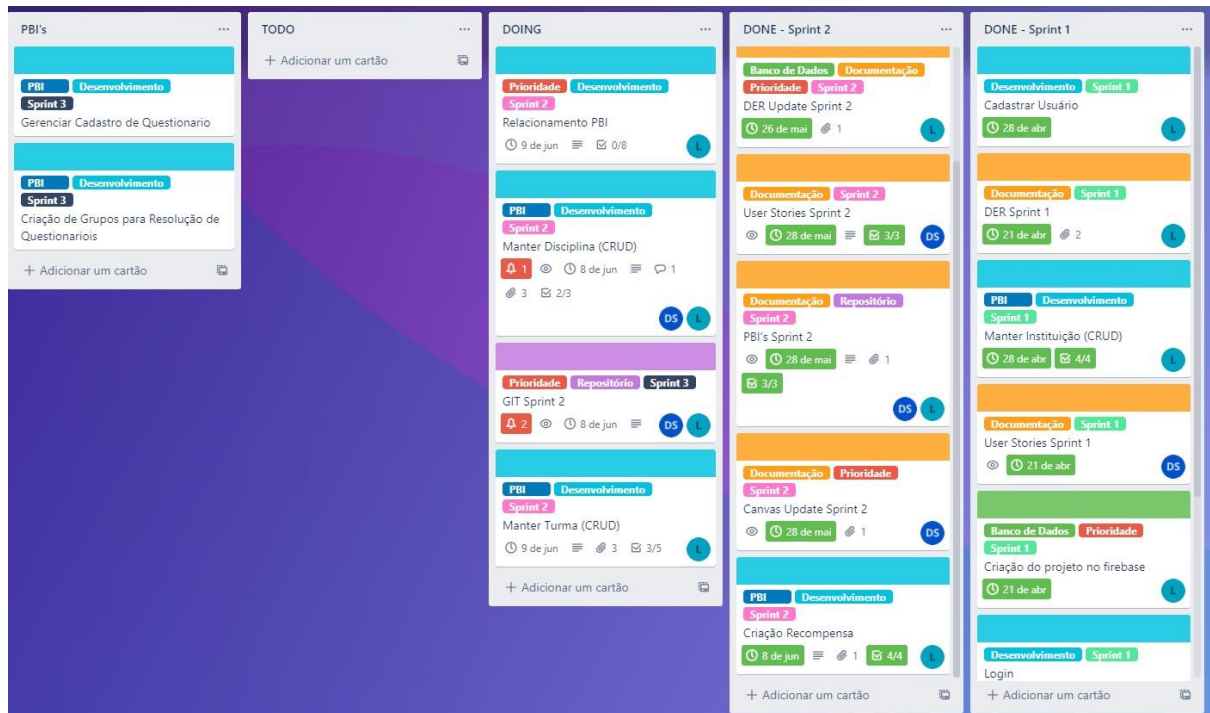 PBI's
PBI Desenvolvimento
Sprint 3
Gerenciar Cadastro de Questionario
PBI Desenvolvimento
Sprint 3
Criação de Grupos para Resolução de
Questionariois
+ Adicionar um cartão
TODO
+ Adicionar um cartão
DOING
Prioridade Desenvolvimento
Sprint 2
Relacionamento PBI
9 de jun 0/8
L
PBI Desenvolvimento
Sprint 2
Manter Disciplina (CRUD)
1 8 de jun 1
3 2/3
DS L
Prioridade Repositório Sprint 3
GIT Sprint 2
2 8 de jun DS L
PBI Desenvolvimento
Sprint 2
Manter Turma (CRUD)
9 de jun 3 3/5 L
+ Adicionar um cartão
DONE - Sprint 2
Banco de Dados Documentação
Prioridade Sprint 2
DER Update Sprint 2
26 de mai 1 L
Documentação Sprint 2
User Stories Sprint 2
28 de mai 3/3 DS
Documentação Repositório
Sprint 2
PBI's Sprint 2
28 de mai 1
3/3
DS L
Documentação Prioridade
Sprint 2
Canvas Update Sprint 2
28 de mai 1 DS
PBI Desenvolvimento
Sprint 2
Criação Recompensa
8 de jun 1 4/4 L
+ Adicionar um cartão
DONE - Sprint 1
Desenvolvimento Sprint 1
Cadastrar Usuário
28 de abr L
Documentação Sprint 1
DER Sprint 1
21 de abr 2 L
PBI Desenvolvimento
Sprint 1
Manter Instituição (CRUD)
28 de abr 4/4 L
Documentação Sprint 1
User Stories Sprint 1
21 de abr DS
Banco de Dados Prioridade
Sprint 1
Criação do projeto no firebase
21 de abr L
Desenvolvimento Sprint 1
Login
+ Adicionar um cartão